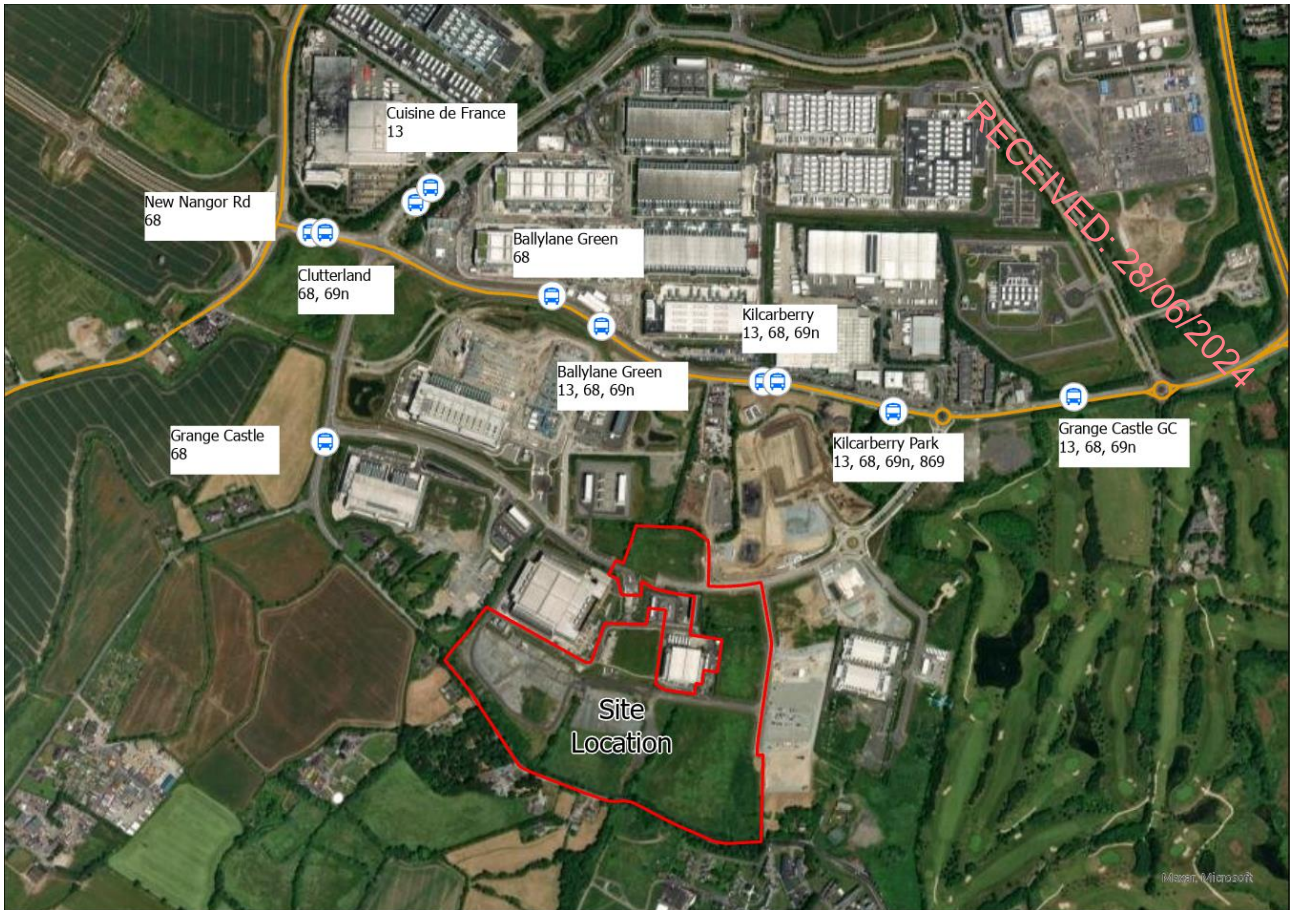 Cuisine de France
13
RECEIVED: 28/06/2024
New Nangor Rd
68
Ballylane Green
68
Clutterland
68, 69n
Kilcarberry
13, 68, 69n
Ballylane Green
13, 68, 69n
Grange Castle
68
Kilcarberry Park
13, 68, 69n, 869
Grange Castle GC
13, 68, 69n
Site
Location
Maxar, Microsoft